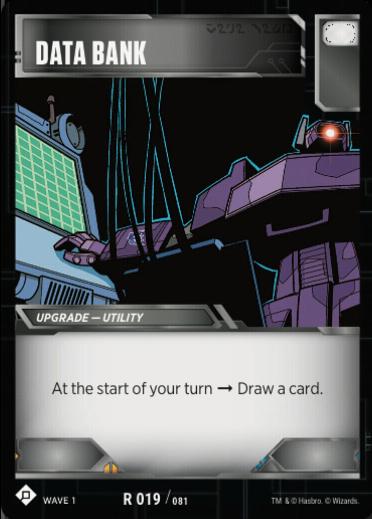 DATA BANK
UPGRADE — UTILITY
At the start of your turn → Draw a card.
WAVE 1 R 019 / 081 TM & © Hasbro. © Wizards.